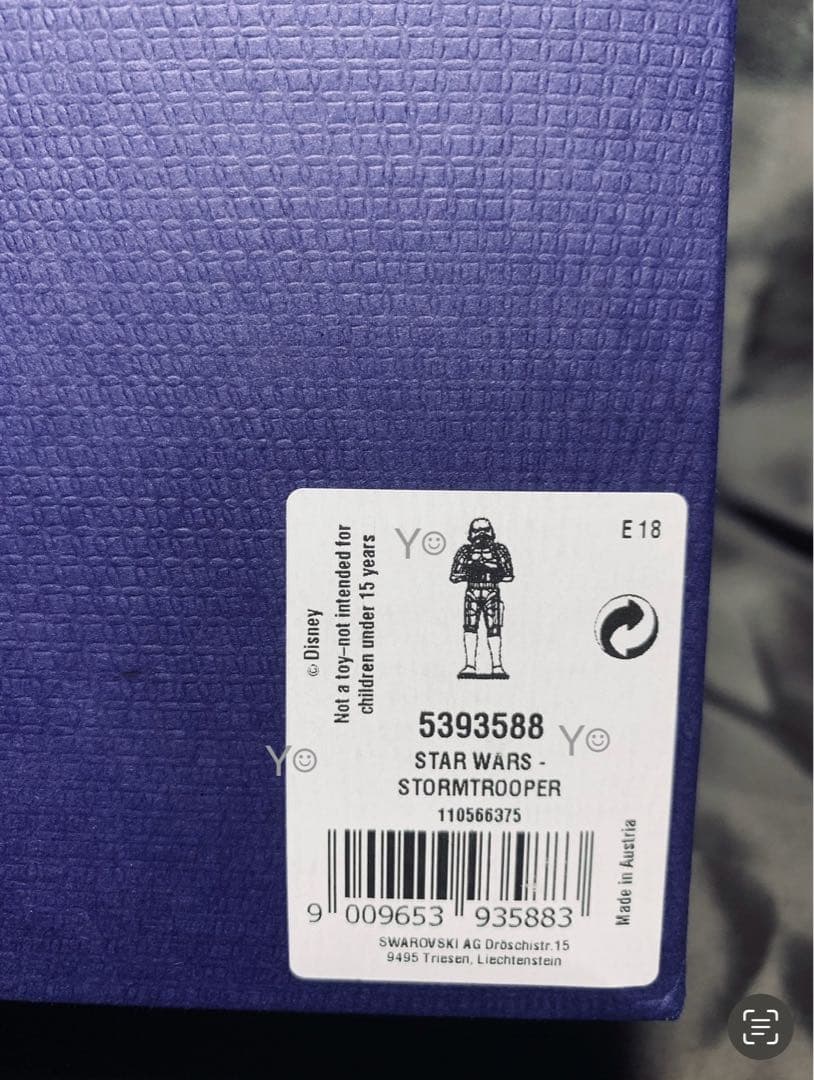 © Disney
Not a toy-not intended for
children under 15 years
Y☺
E 18
5393588
Y☺
STAR WARS -
STORMTROOPER
Y☺
110566375
9 009653 935883
Made in Austria
SWAROVSKI AG Dröschistr.15
9495 Triesen, Liechtenstein